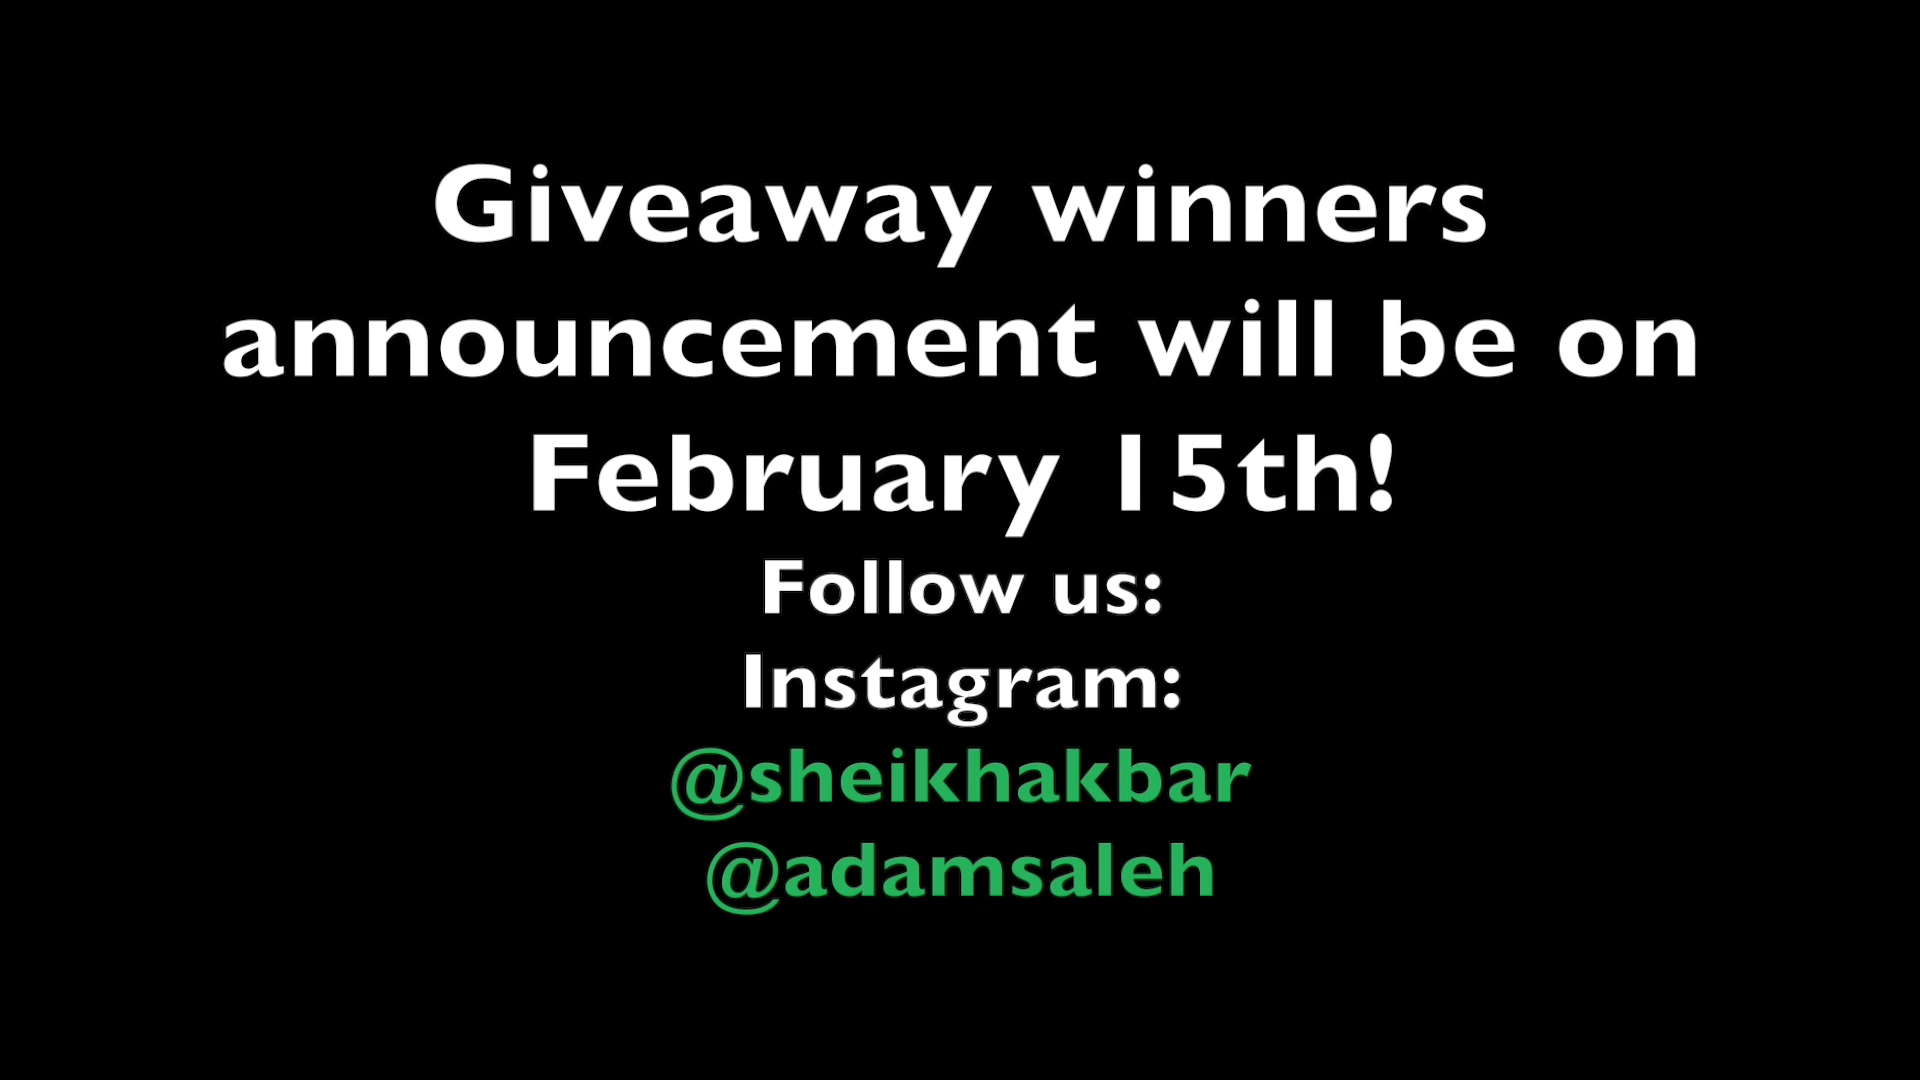 Giveaway winners
announcement will be on
February 15th!
Follow us:
Instagram:
@sheikhakbar
@adamsaleh